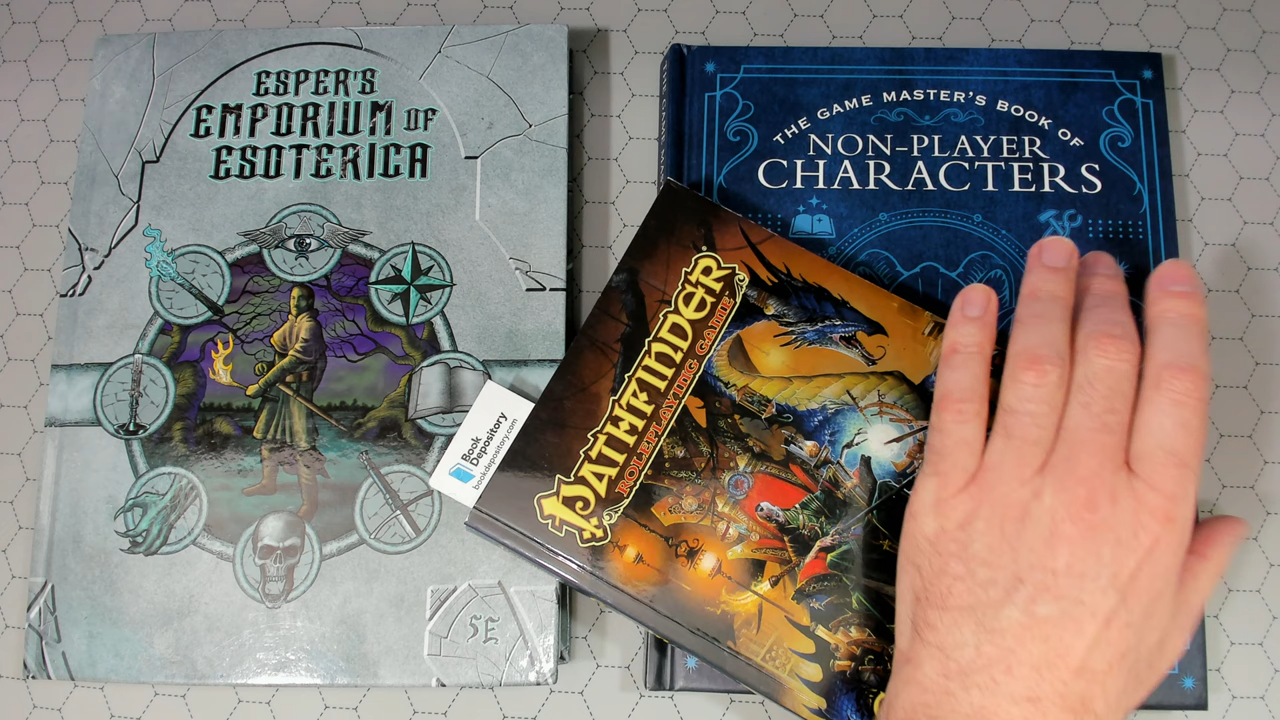 ESPER'S
EMPORIUM OF
ESOTERICA
5E
THE GAME MASTER'S BOOK OF
NON-PLAYER
CHARACTERS
PATHFINDER
ROLEPLAYING GAME
Book
Depository
bookdepository.com